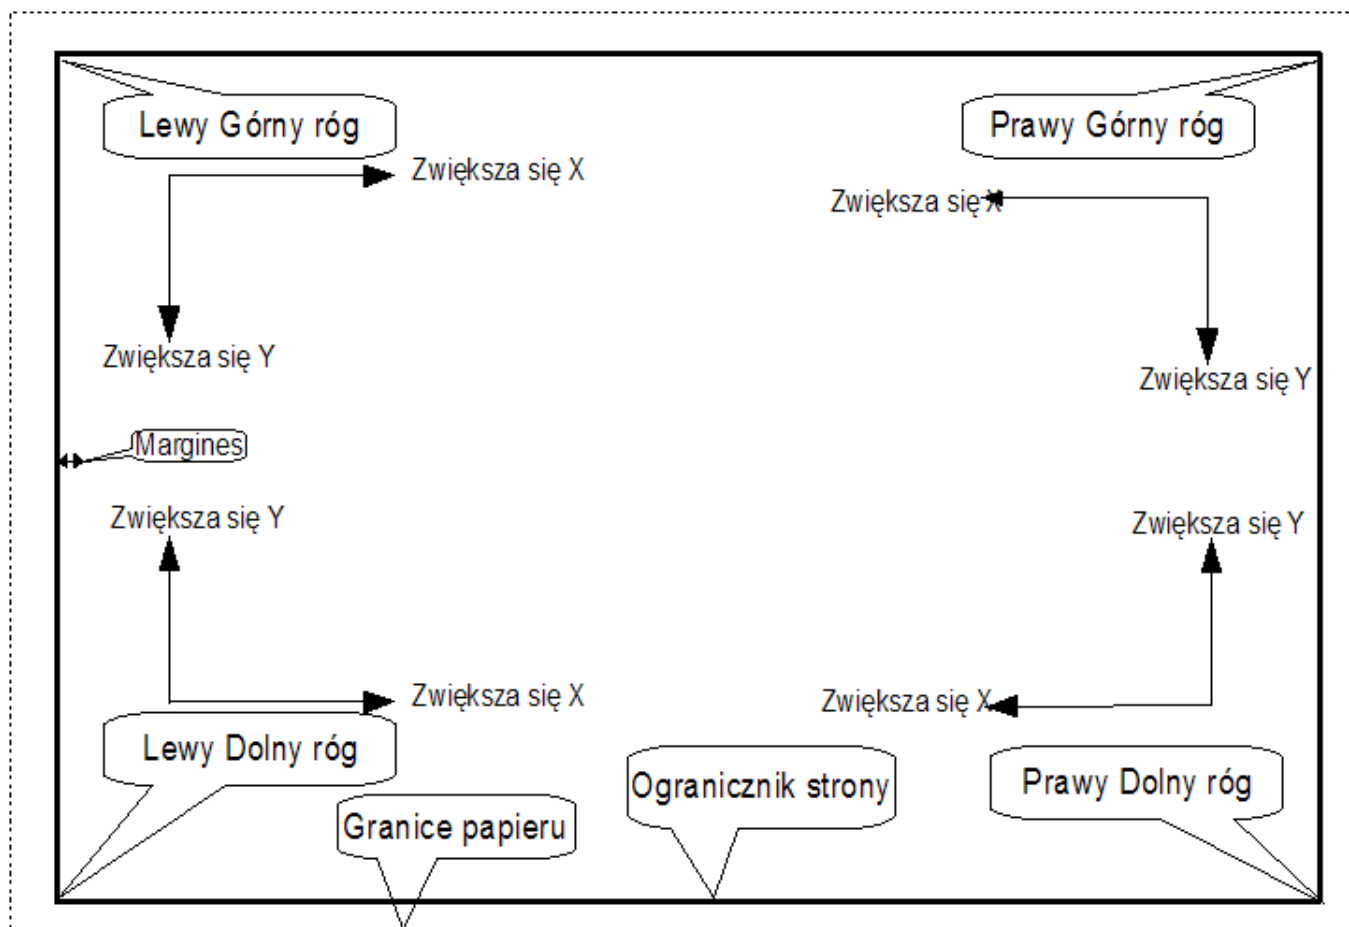 Lewy Górny róg
Prawy Górny róg
Zwiększa się X
Zwiększa się X
Zwiększa się Y
Zwiększa się Y
Margines
Zwiększa się Y
Zwiększa się Y
Zwiększa się X
Zwiększa się X
Lewy Dolny róg
Ogranicznik strony
Prawy Dolny róg
Granice papieru